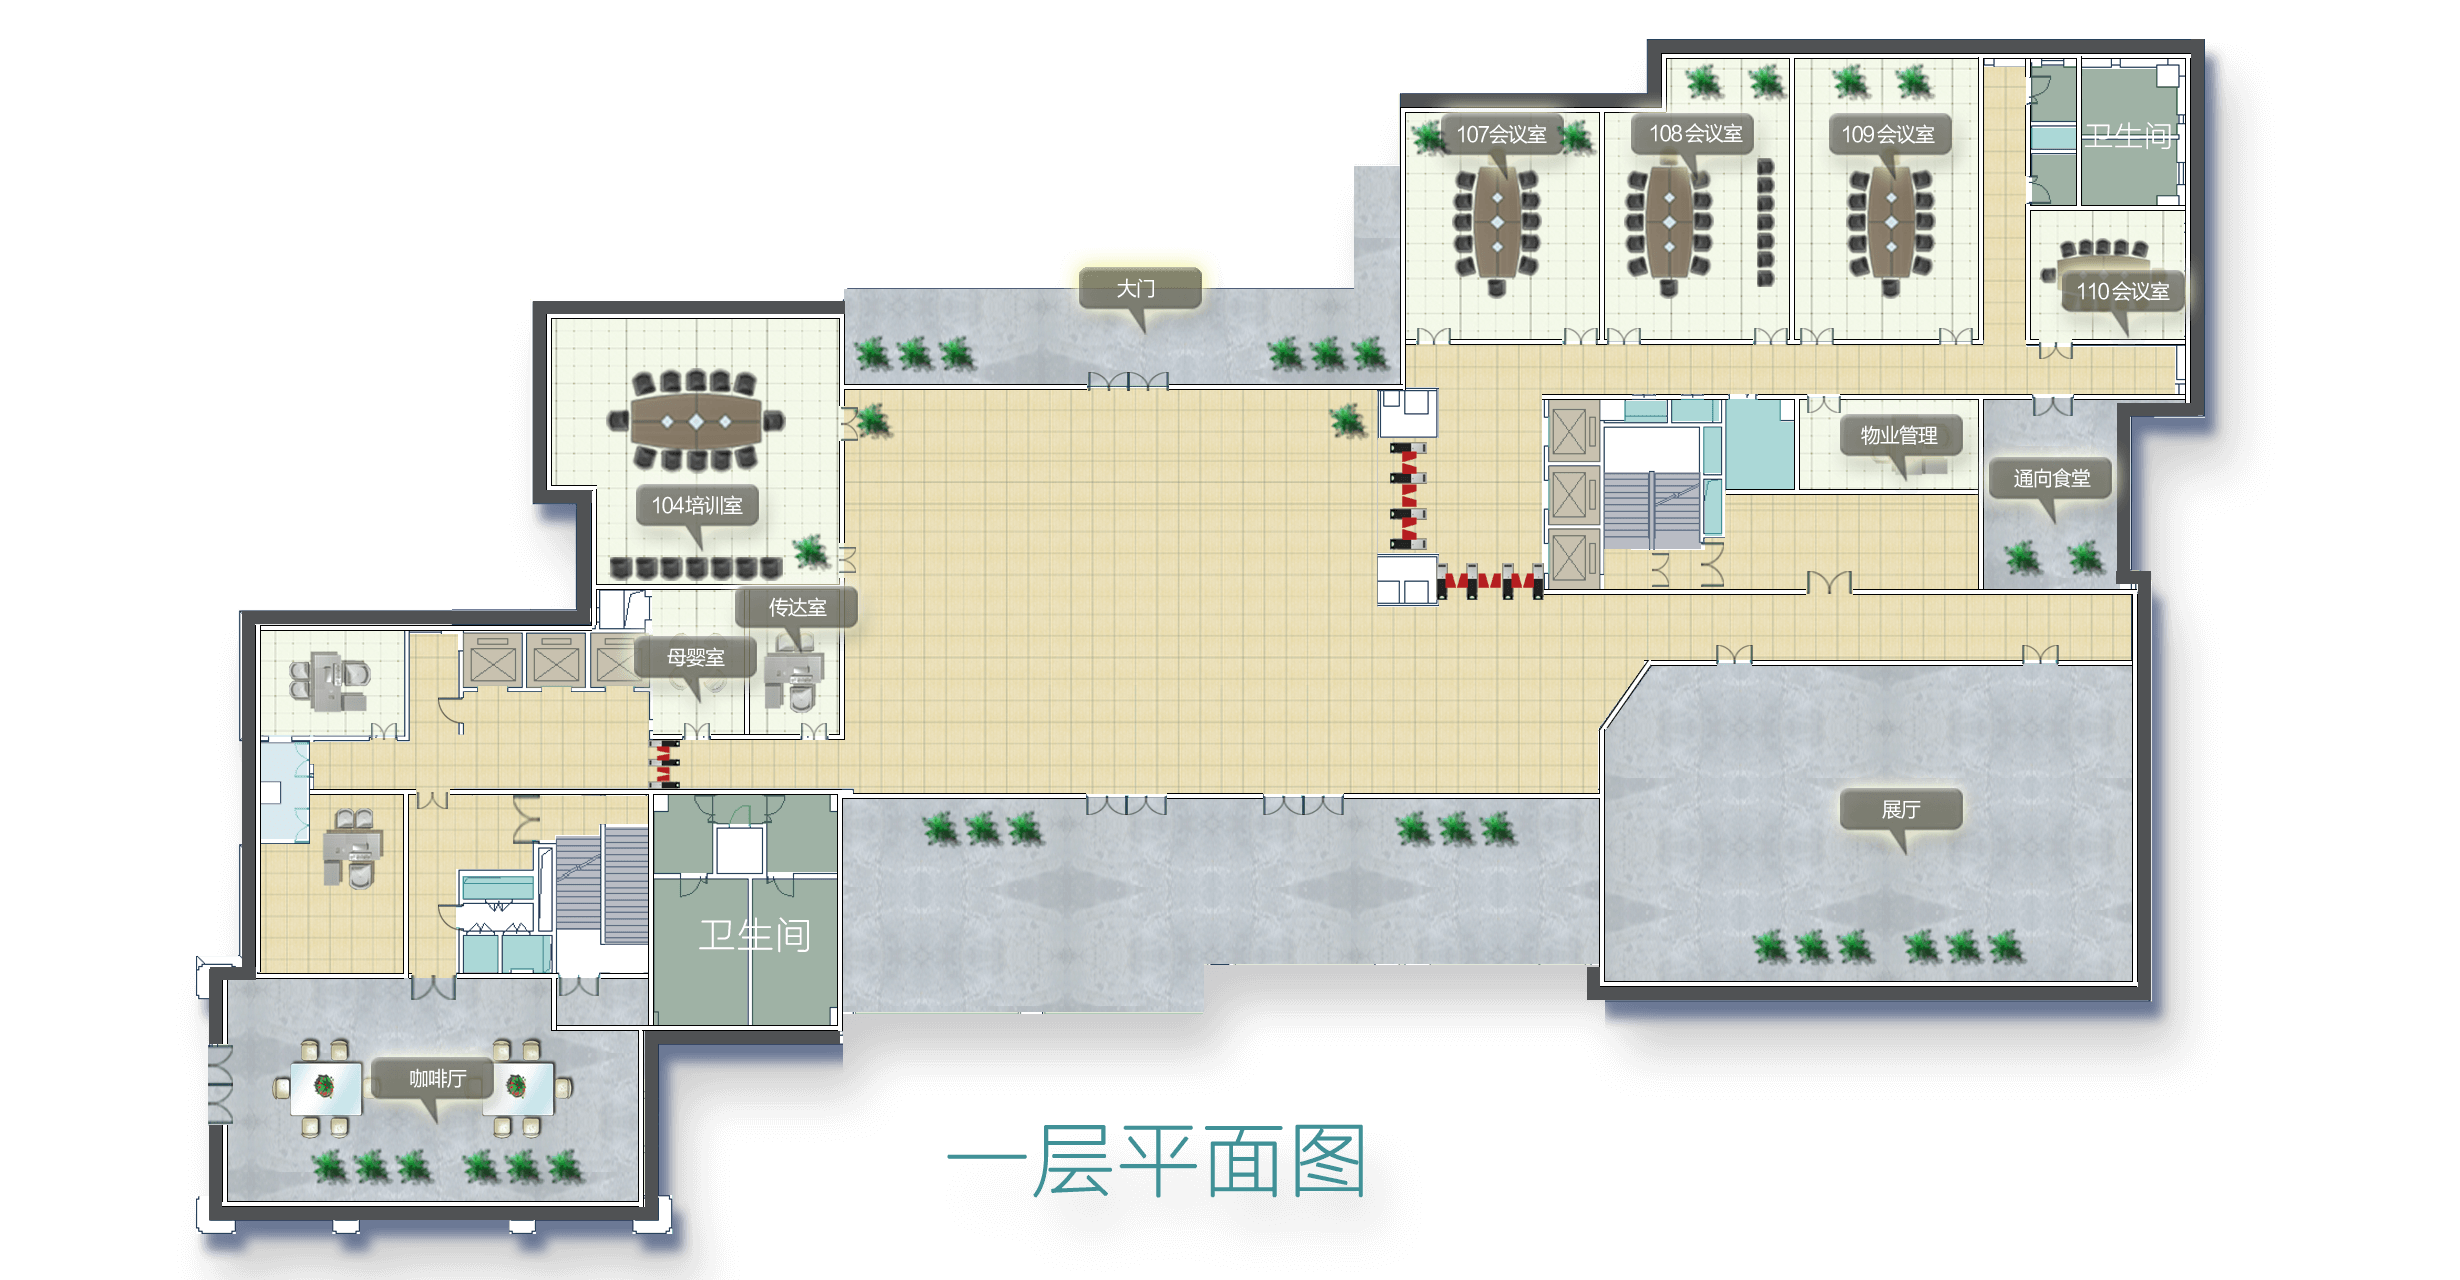 107会议室
108会议室
109会议室
卫生间
大门
110会议室
物业管理
通向食堂
104培训室
传达室
母婴室
展厅
卫生间
咖啡厅
一层平面图